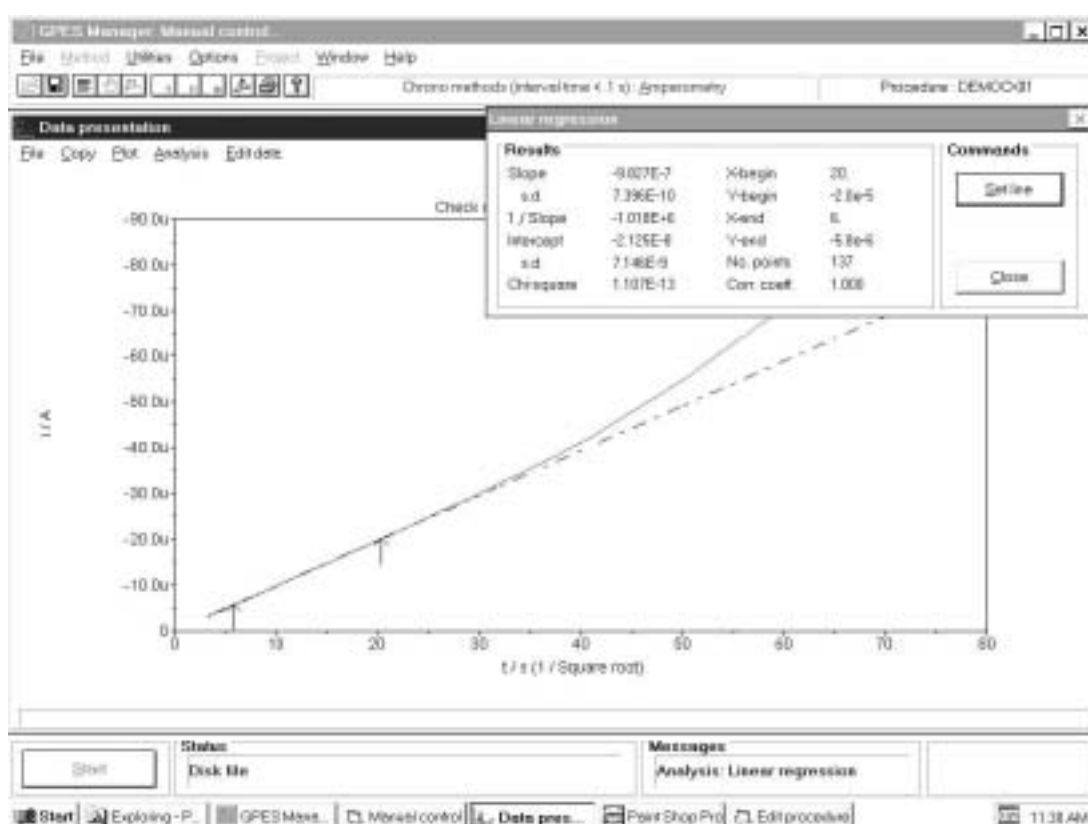 GPES Manager: Manual control
File Method Utilities Options Project Window Help
Chrono methods (interval time < .1 s) : Amperometry
Procedure : DEMOCA01
Data presentation
File Copy Plot Analysis Edit data
Linear regression
Results
Slope -9.827E-7 X-begin 20.
s.d. 7.396E-10 Y-begin -2.0e-5
1 / Slope -1.018E+6 X-end 6.
Intercept Y-end -5.8e-6
s.d. 7.146E-9 No. points 137
Chi-square 1.107E-13 Corr. coeff. 1.000
Commands
Set line
Close
Check
-90.0u
-80.0u
-70.0u
-60.0u
-50.0u
-40.0u
-30.0u
-20.0u
-10.0u
0
i / A
0 10 20 30 40 50 60 70 80
t / s (1 / Square root)
Start
Status
Disk file
Messages
Analysis: Linear regression
Start Exploring - P... GPES Mana... Manual control Data pres... Paint Shop Pro Edit procedure 11:38 AM